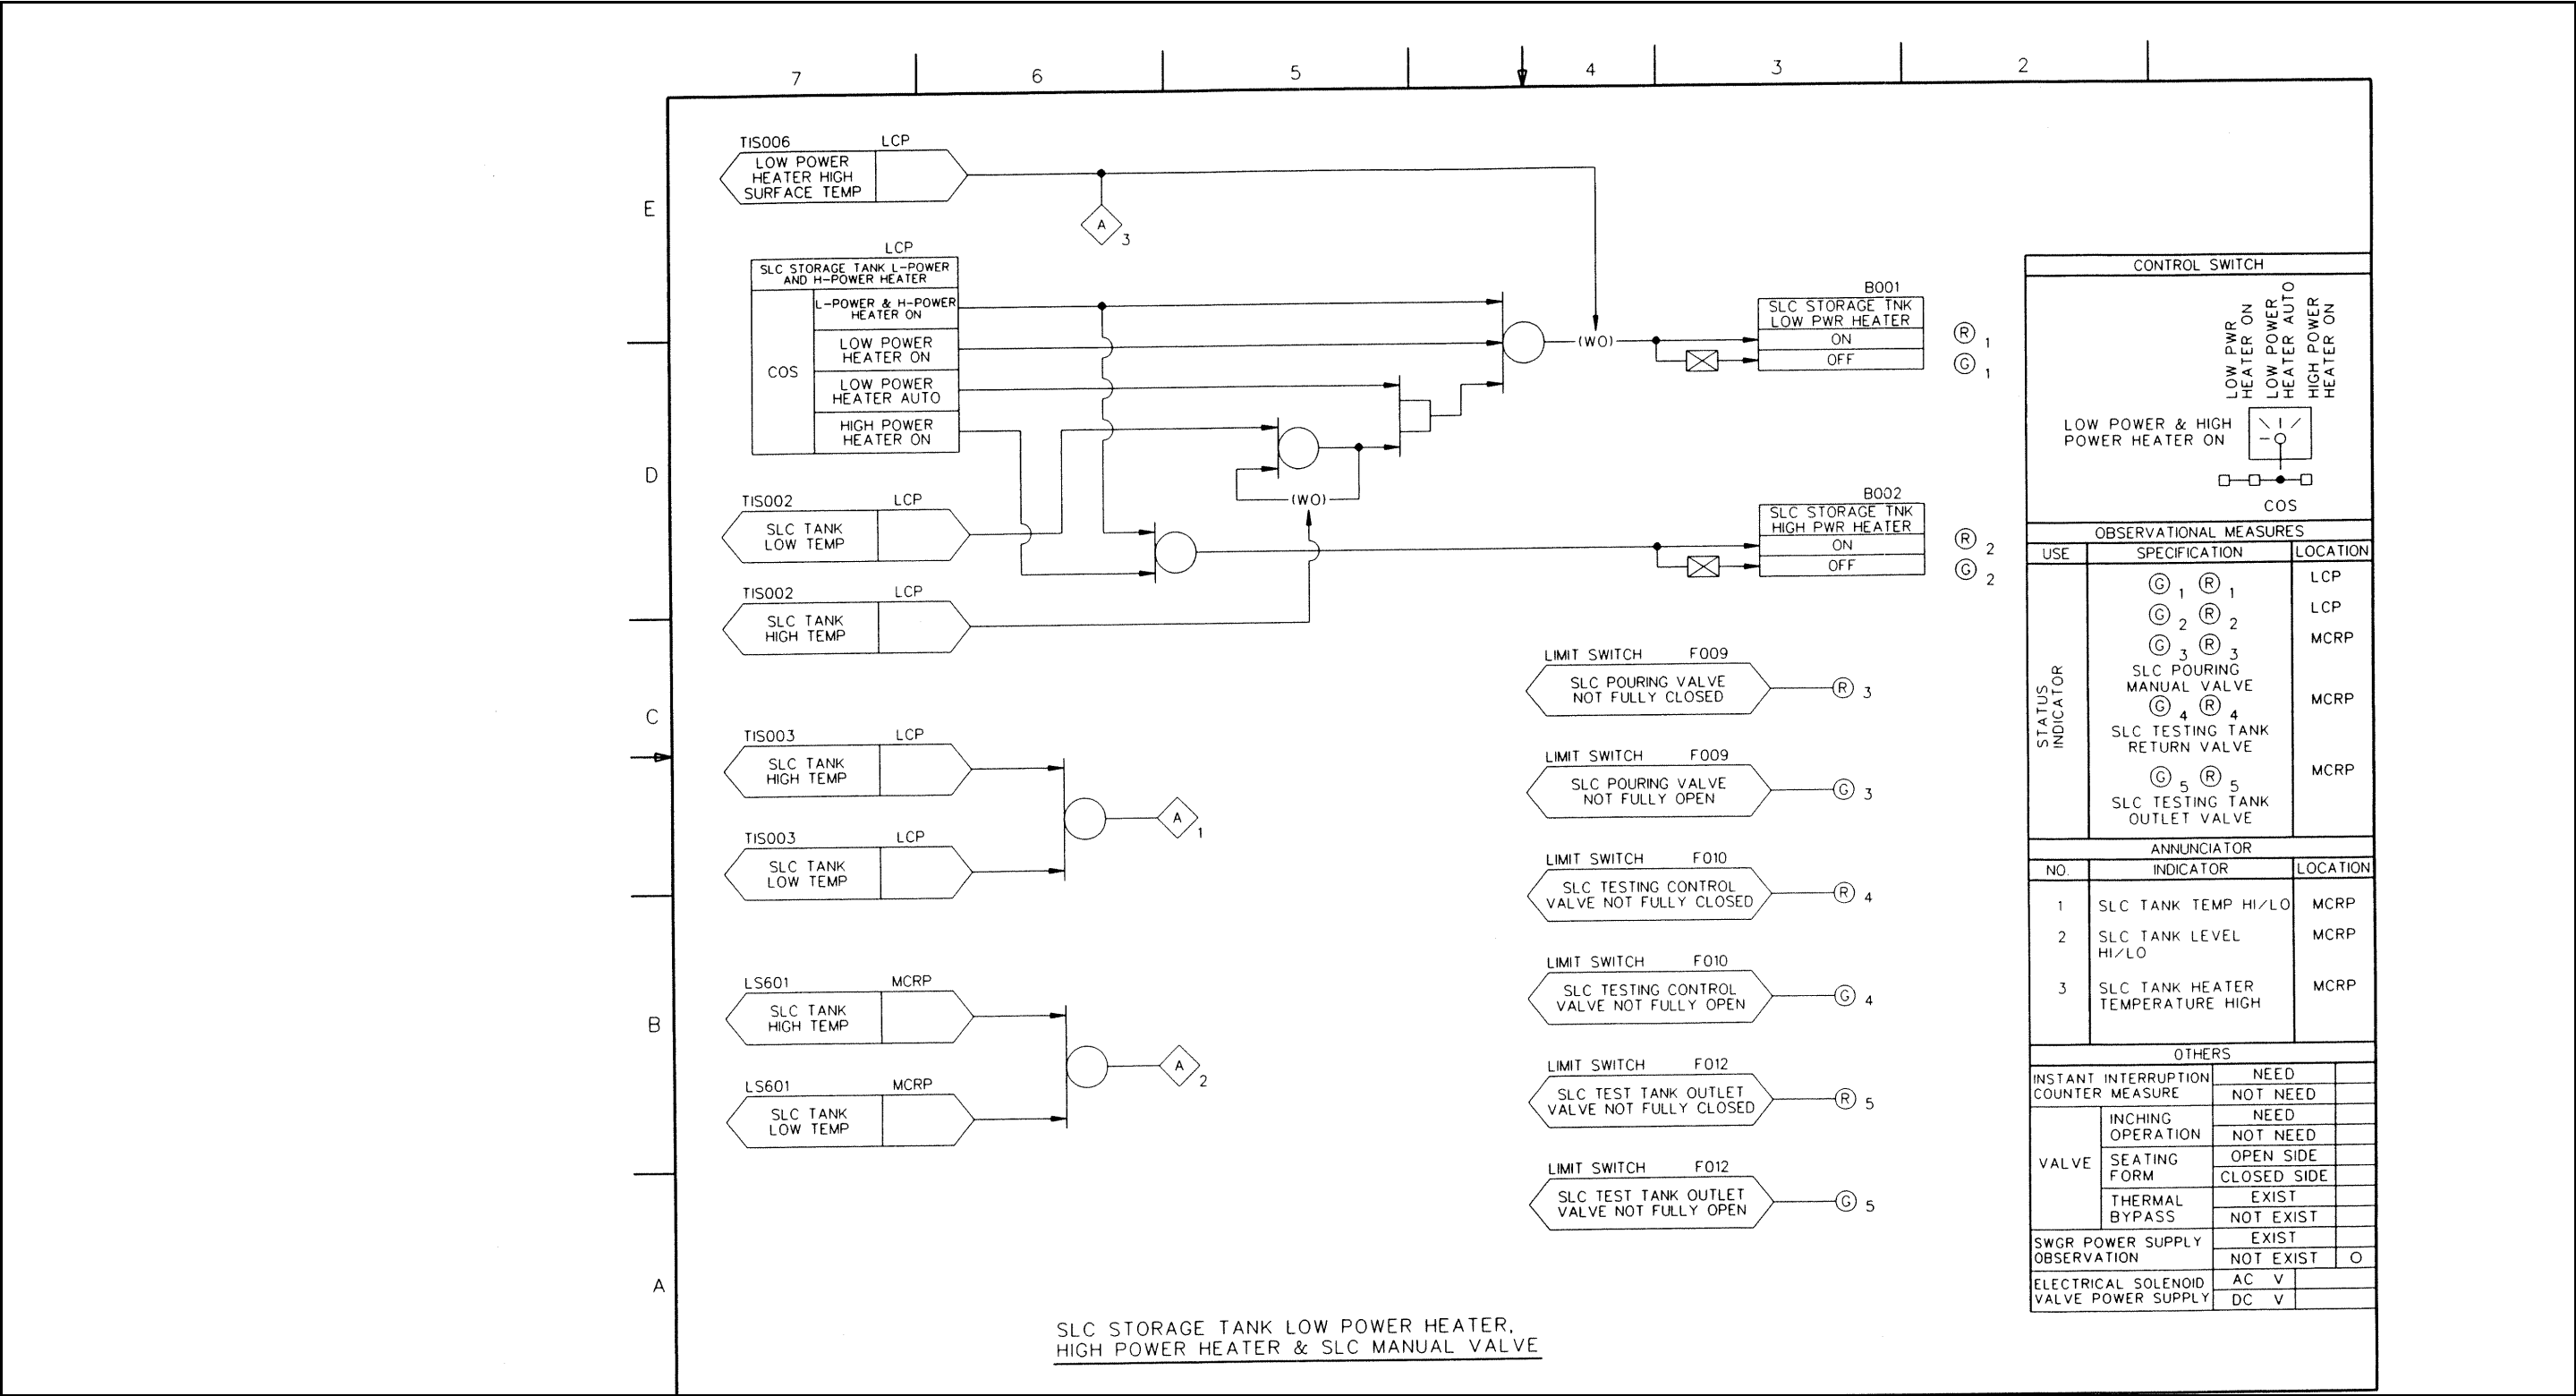 7 6 5 4 3 2
E
D
C
B
A
TIS006 LCP
LOW POWER
HEATER HIGH
SURFACE TEMP
A 3
LCP
SLC STORAGE TANK L-POWER
AND H-POWER HEATER
COS
L-POWER & H-POWER
HEATER ON
LOW POWER
HEATER ON
LOW POWER
HEATER AUTO
HIGH POWER
HEATER ON
TIS002 LCP
SLC TANK
LOW TEMP
TIS002 LCP
SLC TANK
HIGH TEMP
(WO)
(WO)
B001
SLC STORAGE TNK
LOW PWR HEATER
ON
OFF
R 1
G 1
B002
SLC STORAGE TNK
HIGH PWR HEATER
ON
OFF
R 2
G 2
TIS003 LCP
SLC TANK
HIGH TEMP
TIS003 LCP
SLC TANK
LOW TEMP
A 1
LS601 MCRP
SLC TANK
HIGH TEMP
LS601 MCRP
SLC TANK
LOW TEMP
A 2
LIMIT SWITCH F009
SLC POURING VALVE
NOT FULLY CLOSED
R 3
LIMIT SWITCH F009
SLC POURING VALVE
NOT FULLY OPEN
G 3
LIMIT SWITCH F010
SLC TESTING CONTROL
VALVE NOT FULLY CLOSED
R 4
LIMIT SWITCH F010
SLC TESTING CONTROL
VALVE NOT FULLY OPEN
G 4
LIMIT SWITCH F012
SLC TEST TANK OUTLET
VALVE NOT FULLY CLOSED
R 5
LIMIT SWITCH F012
SLC TEST TANK OUTLET
VALVE NOT FULLY OPEN
G 5
CONTROL SWITCH
LOW PWR
HEATER ON
LOW POWER
HEATER AUTO
HIGH POWER
HEATER ON
LOW POWER & HIGH
POWER HEATER ON
COS
OBSERVATIONAL MEASURES
USE SPECIFICATION LOCATION
STATUS
INDICATOR
G 1 R 1 LCP
G 2 R 2 LCP
G 3 R 3 MCRP
SLC POURING
MANUAL VALVE
G 4 R 4 MCRP
SLC TESTING TANK
RETURN VALVE
G 5 R 5 MCRP
SLC TESTING TANK
OUTLET VALVE
ANNUNCIATOR
NO. INDICATOR LOCATION
1 SLC TANK TEMP HI/LO MCRP
2 SLC TANK LEVEL MCRP
HI/LO
3 SLC TANK HEATER MCRP
TEMPERATURE HIGH
OTHERS
INSTANT INTERRUPTION
COUNTER MEASURE
NEED
NOT NEED
VALVE
INCHING
OPERATION
NEED
NOT NEED
SEATING
FORM
OPEN SIDE
CLOSED SIDE
THERMAL
BYPASS
EXIST
NOT EXIST
SWGR POWER SUPPLY
OBSERVATION
EXIST
NOT EXIST O
ELECTRICAL SOLENOID
VALVE POWER SUPPLY
AC V
DC V
SLC STORAGE TANK LOW POWER HEATER,
HIGH POWER HEATER & SLC MANUAL VALVE